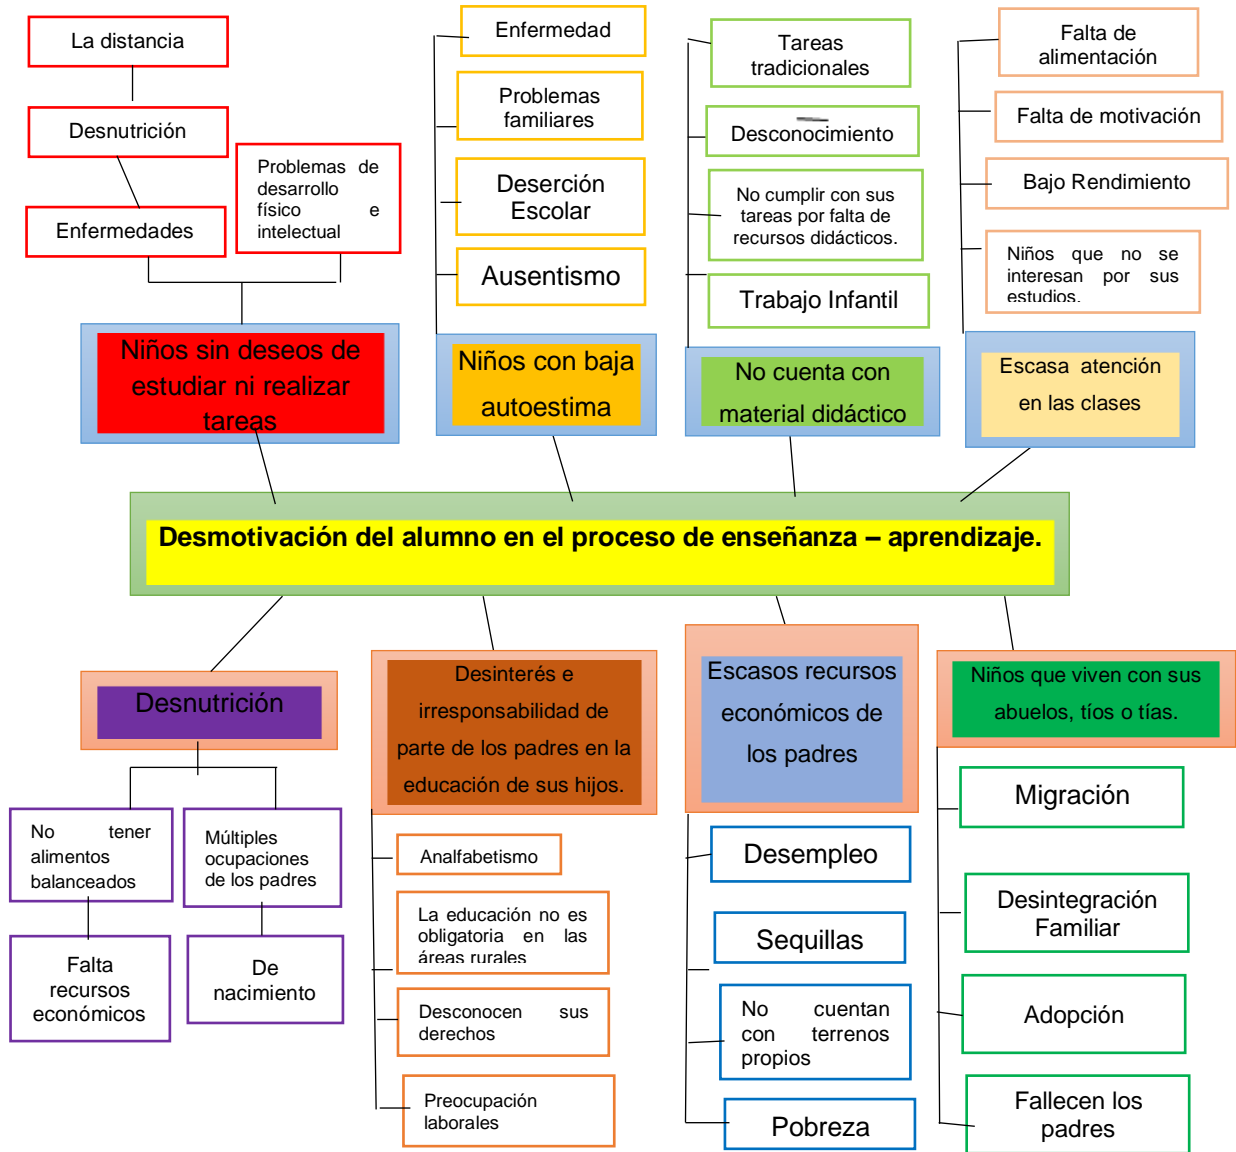 La distancia
Desnutrición
Enfermedades
Problemas de
desarrollo
físico e
intelectual
Niños sin deseos de
estudiar ni realizar
tareas
Enfermedad
Problemas
familiares
Deserción
Escolar
Ausentismo
Niños con baja
autoestima
Tareas
tradicionales
Desconocimiento
No cumplir con sus
tareas por falta de
recursos didácticos.
Trabajo Infantil
No cuenta con
material didáctico
Falta de
alimentación
Falta de motivación
Bajo Rendimiento
Niños que no se
interesan por sus
estudios.
Escasa atención
en las clases
Desmotivación del alumno en el proceso de enseñanza – aprendizaje.
Desnutrición
No tener
alimentos
balanceados
Múltiples
ocupaciones
de los padres
Falta
recursos
económicos
De
nacimiento
Desinterés e
irresponsabilidad de
parte de los padres en la
educación de sus hijos.
Analfabetismo
La educación no es
obligatoria en las
áreas rurales
Desconocen sus
derechos
Preocupación
laborales
Escasos recursos
económicos de
los padres
Desempleo
Sequillas
No cuentan
con terrenos
propios
Pobreza
Niños que viven con sus
abuelos, tíos o tías.
Migración
Desintegración
Familiar
Adopción
Fallecen los
padres